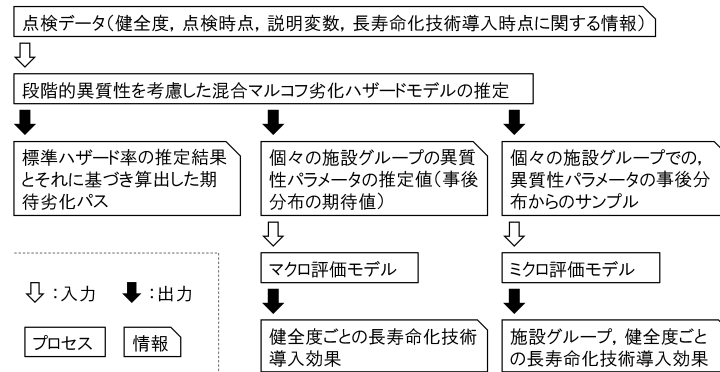 点検データ(健全度，点検時点，説明変数，長寿命化技術導入時点に関する情報)
段階的異質性を考慮した混合マルコフ劣化ハザードモデルの推定
標準ハザード率の推定結果
とそれに基づき算出した期
待劣化パス
個々の施設グループの異質
性パラメータの推定値(事後
分布の期待値)
個々の施設グループでの，
異質性パラメータの事後分
布からのサンプル
マクロ評価モデル
ミクロ評価モデル
：入力
：出力
プロセス
情報
健全度ごとの長寿命化技術
導入効果
施設グループ，健全度ごと
の長寿命化技術導入効果